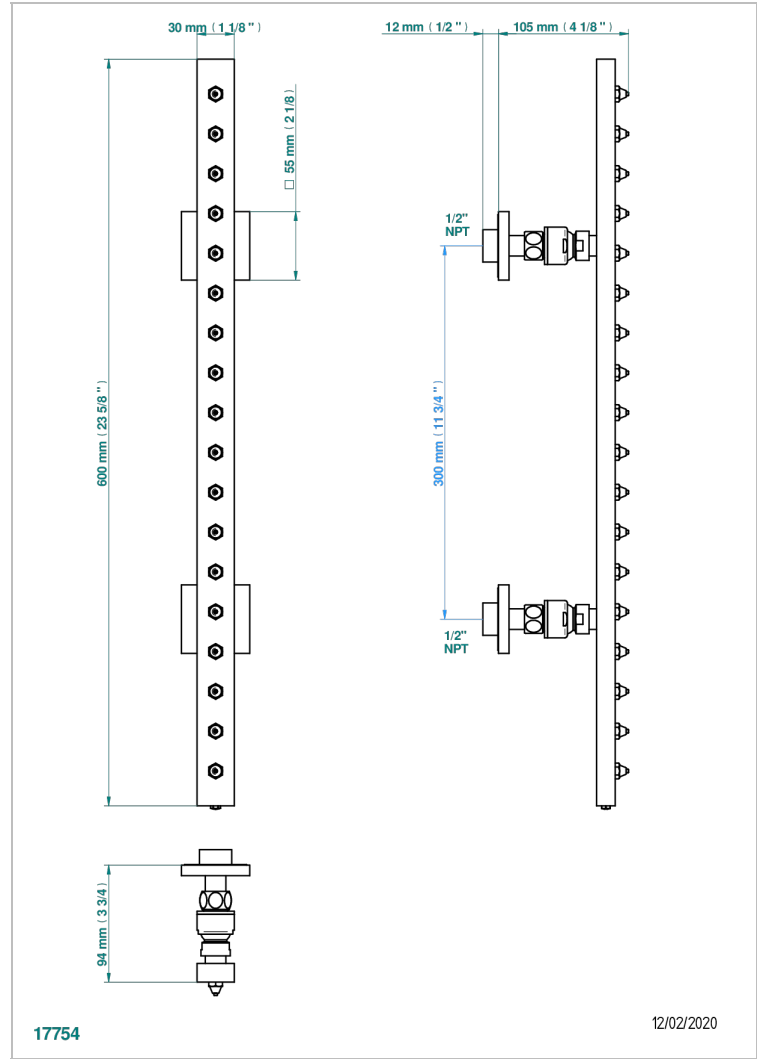 30 mm ( 1 1/8 " )
12 mm ( 1/2 " )
105 mm ( 4 1/8 " )
□ 55 mm ( 2 1/8 )
1/2"
NPT
600 mm ( 23 5/8 " )
300 mm ( 11 3/4 " )
1/2"
NPT
94 mm ( 3 3/4 )
17754
12/02/2020